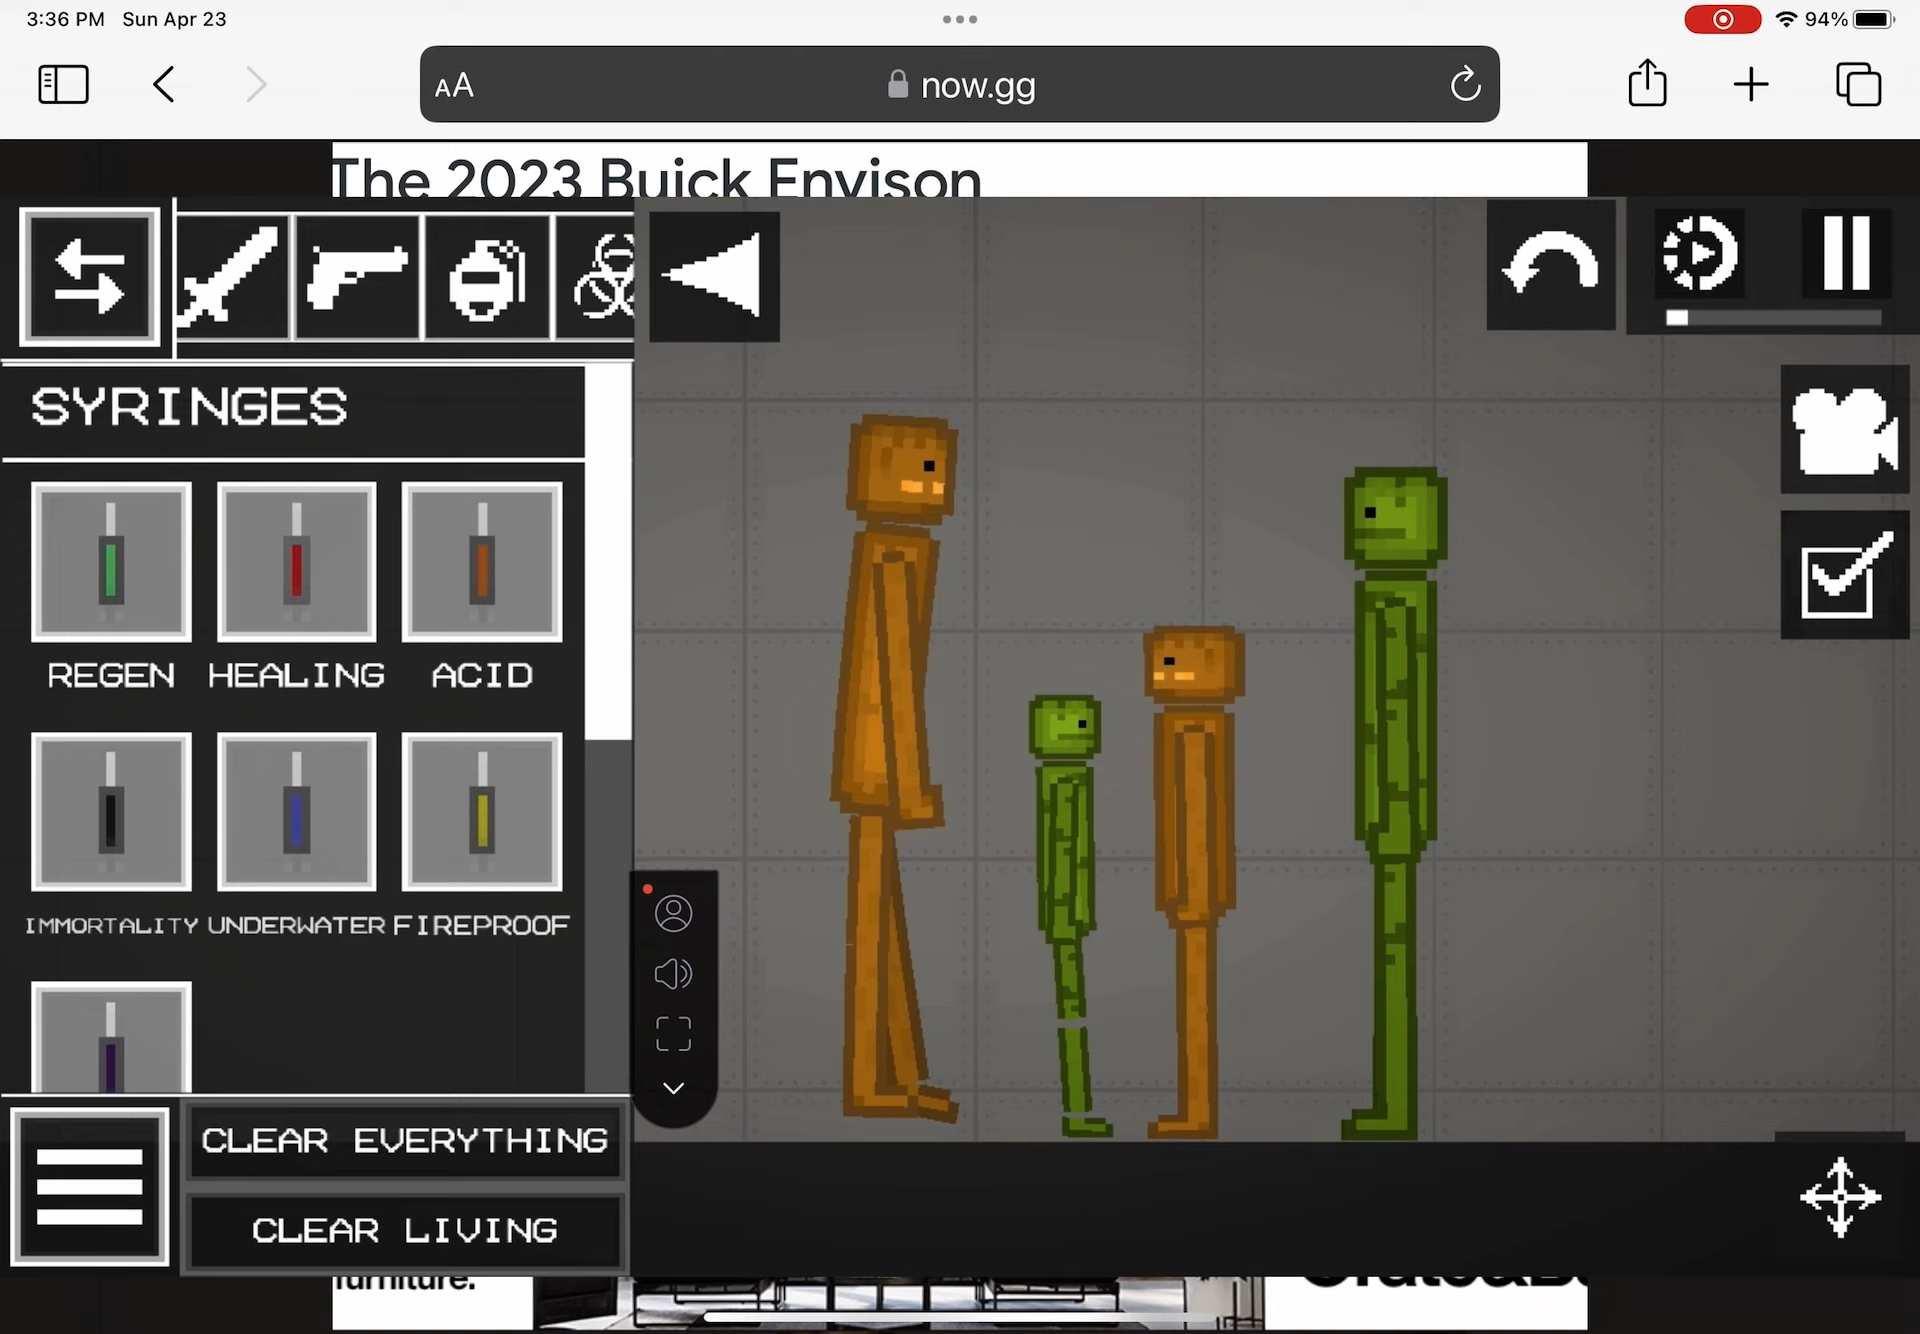 3:36 PM Sun Apr 23
94%
AA
now.gg
The 2023 Buick Envison
SYRINGES
REGEN HEALING ACID
IMMORTALITY UNDERWATER FIREPROOF
CLEAR EVERYTHING
CLEAR LIVING
furniture.